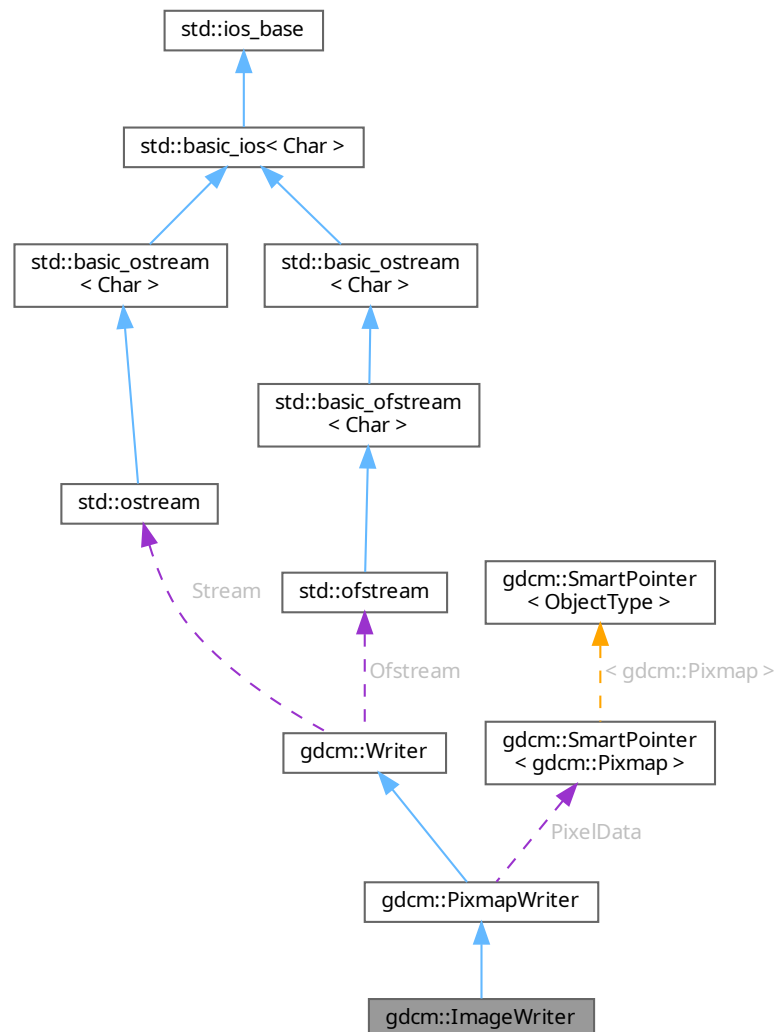 std::ios_base
std::basic_ios< Char >
std::basic_ostream
< Char >
std::basic_ostream
< Char >
std::basic_ofstream
< Char >
std::ostream
std::ofstream
gdcm::SmartPointer
< ObjectType >
Stream
Ofstream
< gdcm::Pixmap >
gdcm::Writer
gdcm::SmartPointer
< gdcm::Pixmap >
PixelData
gdcm::PixmapWriter
gdcm::ImageWriter